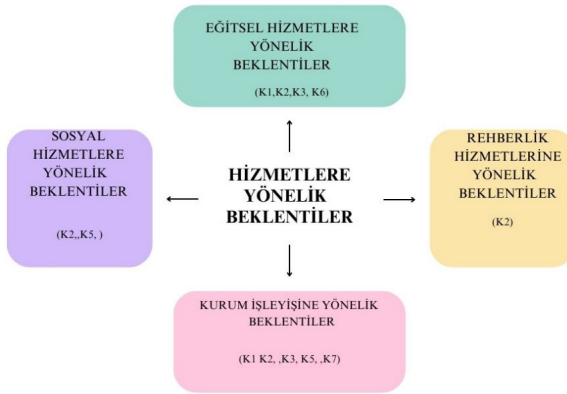 EĞİTSEL HİZMETLERE
YÖNELİK
BEKLENTİLER
(K1,K2,K3, K6)
SOSYAL
HİZMETLERE
YÖNELİK
BEKLENTİLER
(K2,,K5, )
HİZMETLERE
YÖNELİK
BEKLENTİLER
REHBERLİK
HİZMETLERİNE
YÖNELİK
BEKLENTİLER
(K2)
KURUM İŞLEYİŞİNE YÖNELİK
BEKLENTİLER
(K1 K2, ,K3, K5, ,K7)